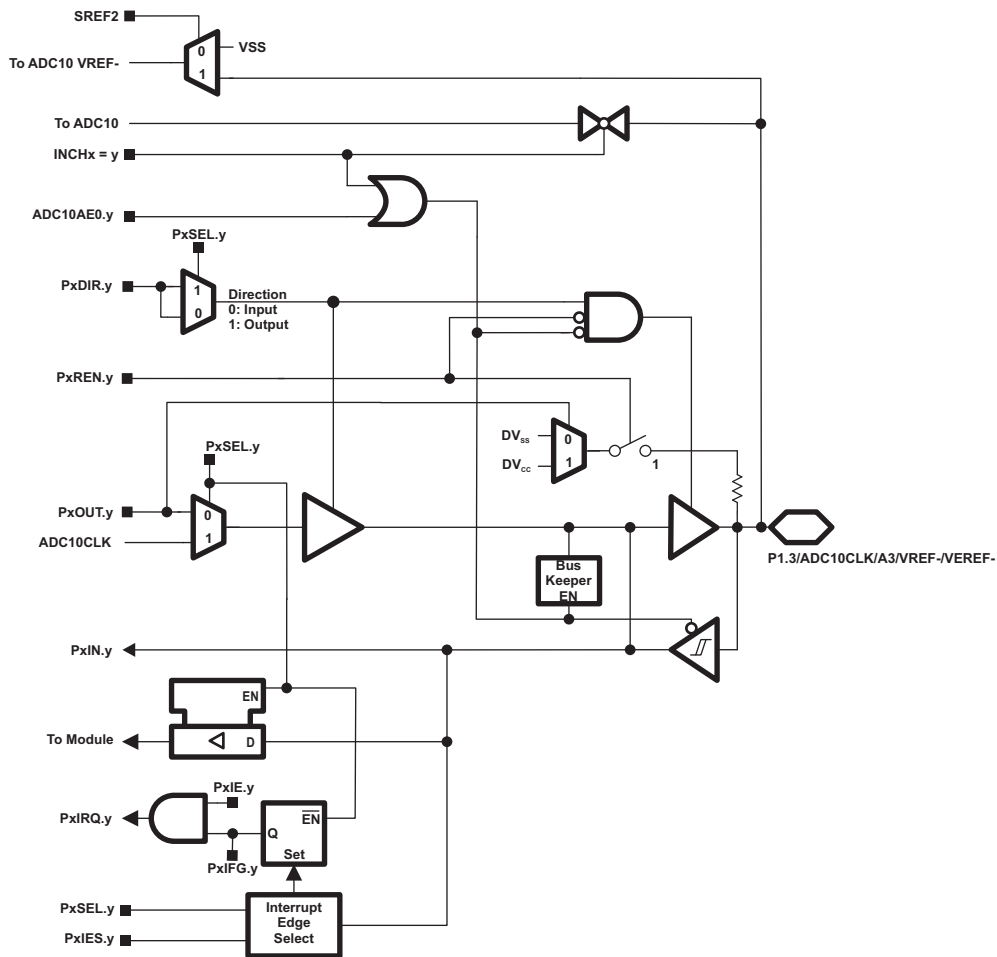 SREF2
0
VSS
To ADC10 VREF-
1
To ADC10
INCHx = y
ADC10AE0.y
PxSEL.y
PxDIR.y
1
0
Direction
0: Input
1: Output
PxREN.y
DVSS
0
DVCC
1
1
PxSEL.y
PxOUT.y
0
ADC10CLK
1
P1.3/ADC10CLK/A3/VREF-/VEREF-
Bus
Keeper
EN
PxIN.y
EN
To Module
D
PxIE.y
PxIRQ.y
EN
Q
Set
PxIFG.y
PxSEL.y
PxIES.y
Interrupt
Edge
Select